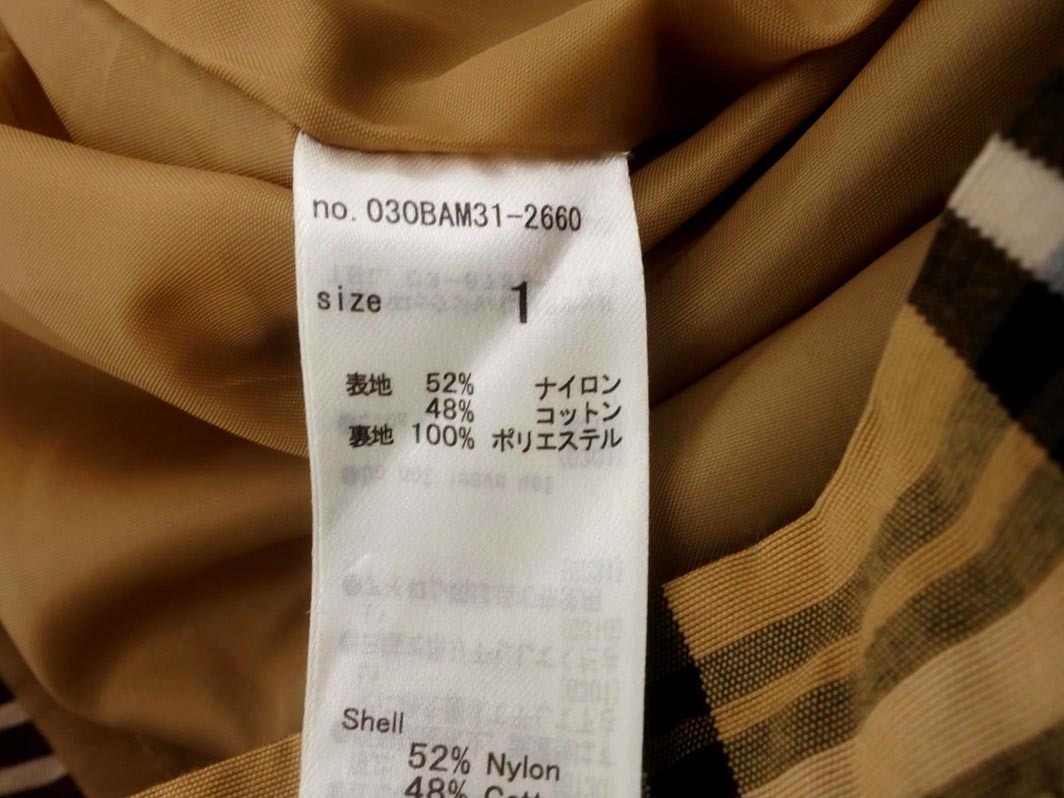 no. 030BAM31-2660
size 1
表地 52% ナイロン
48% コットン
裏地 100% ポリエステル
Shell
52% Nylon
48%